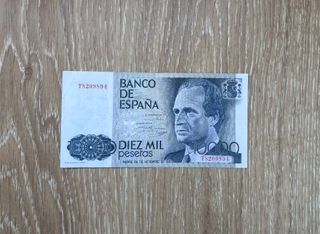 T8209894
BANCO
DE
ESPAÑA
DIEZ MIL
pesetas
10000
T8209894